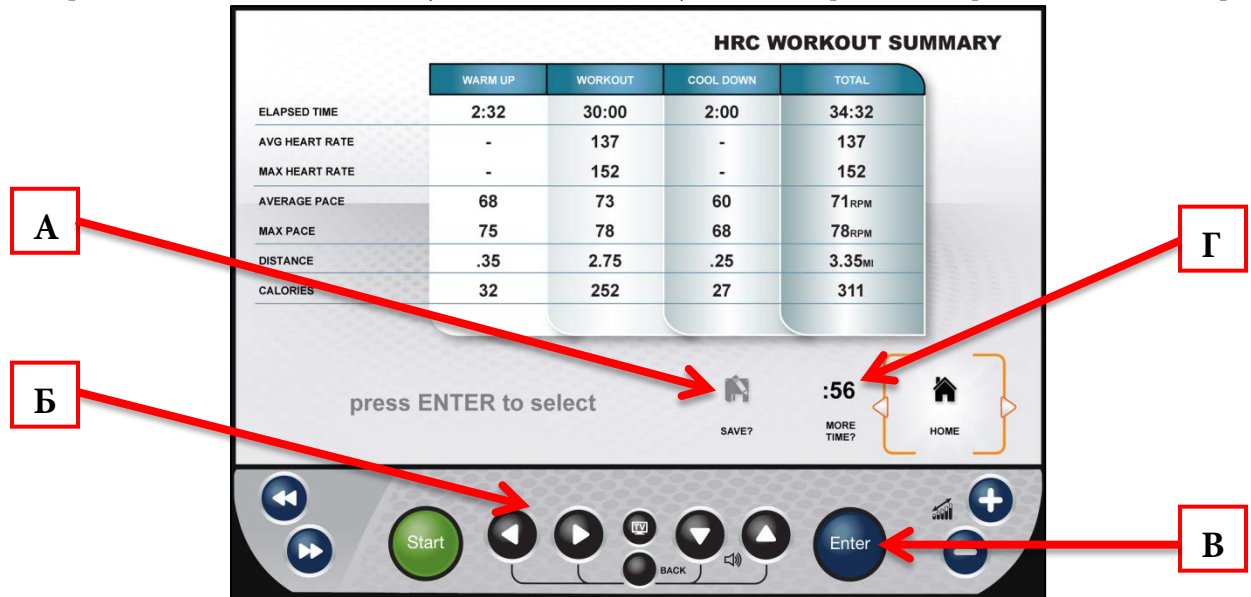 HRC WORKOUT SUMMARY
WARM UP WORKOUT COOL DOWN TOTAL
ELAPSED TIME 2:32 30:00 2:00 34:32
AVG HEART RATE - 137 - 137
MAX HEART RATE - 152 - 152
AVERAGE PACE 68 73 60 71RPM
MAX PACE 75 78 68 78RPM
DISTANCE .35 2.75 .25 3.35MI
CALORIES 32 252 27 311
А
Г
Б
press ENTER to select
SAVE?
:56
MORE
TIME?
HOME
Start
TV
BACK
Enter
В